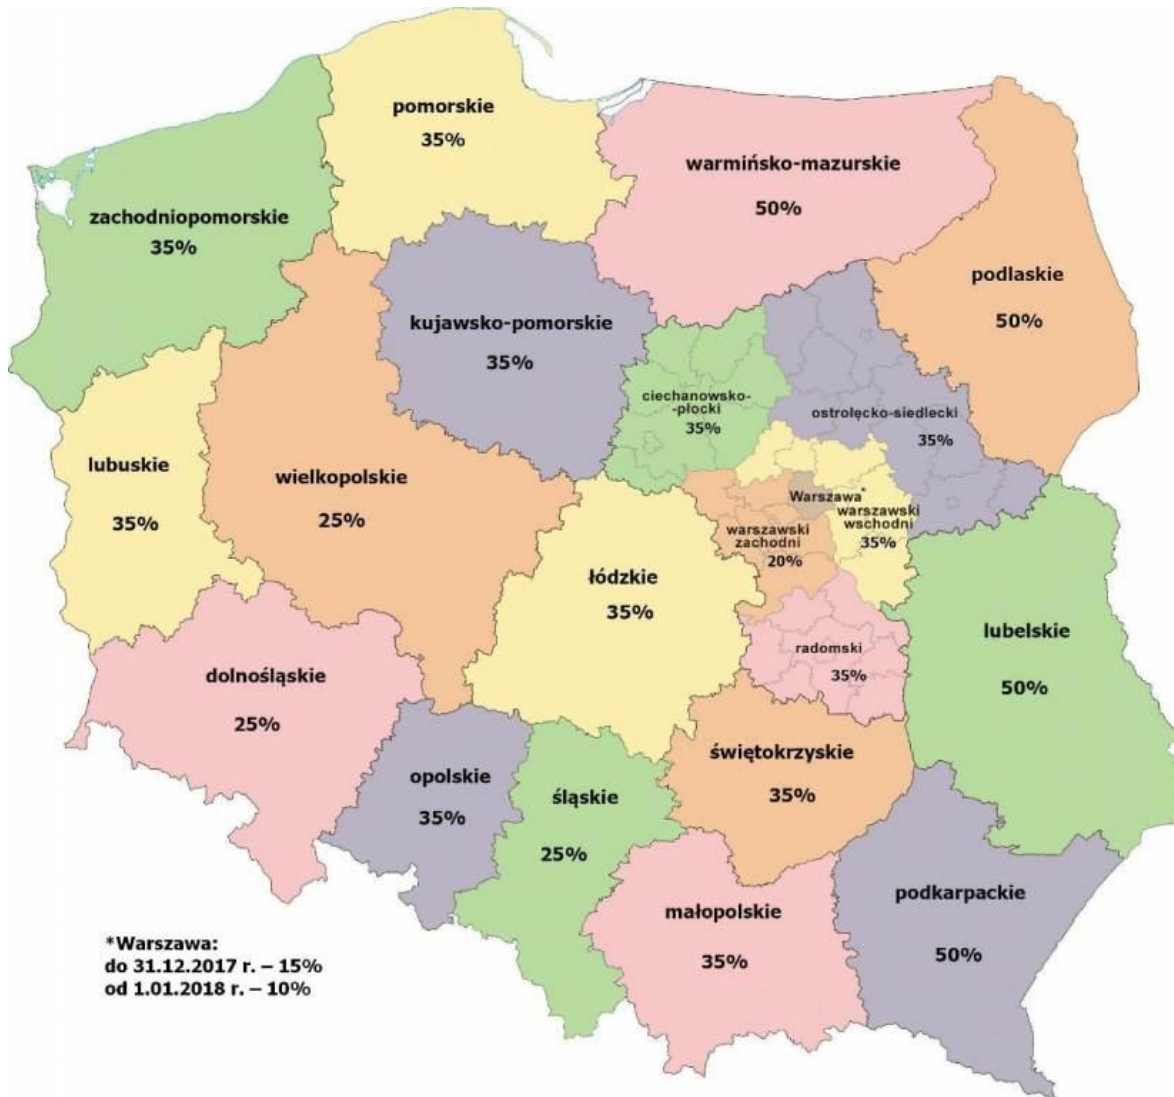 pomorskie
35%
warmińsko-mazurskie
50%
zachodniopomorskie
35%
podlaskie
50%
kujawsko-pomorskie
35%
ciechanowsko-
-płocki
35%
ostrołęcko-siedlecki
35%
lubuskie
35%
wielkopolskie
25%
Warszawa*
warszawski
wschodni
35%
warszawski
zachodni
20%
łódzkie
35%
lubelskie
50%
radomski
35%
dolnośląskie
25%
opolskie
35%
śląskie
25%
świętokrzyskie
35%
małopolskie
35%
podkarpackie
50%
*Warszawa:
do 31.12.2017 r. – 15%
od 1.01.2018 r. – 10%